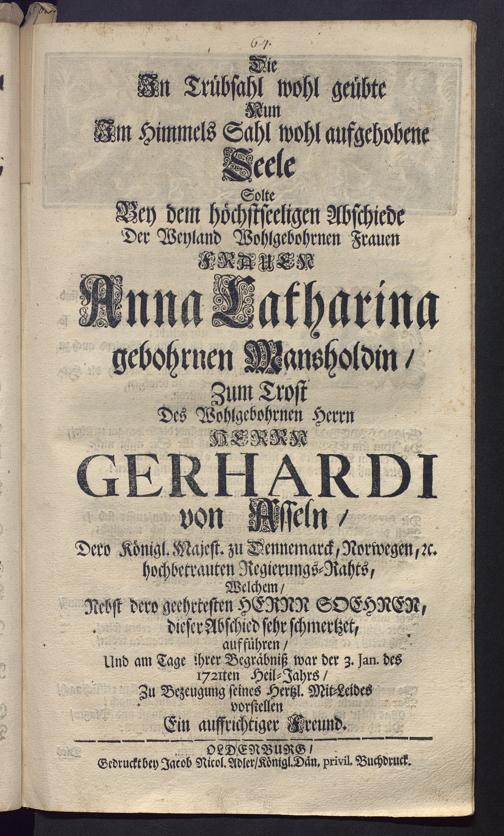 64.
Die
In Trübsahl wohl geübte
Nun
Im Himmels Sahl wohl aufgehobene
Seele
Solte
Bey dem höchstseeligen Abschiede
Der Weyland Wohlgebohrnen Frauen
FRAUEN
Anna Catharina
gebohrnen Mansholdin /
Zum Trost
Des Wohlgebohrnen Herrn
HERRN
GERHARDI
von Asseln /
Dero Königl. Majest. zu Dennemarck, Norwegen, ꝛc.
hochbetrauten Regierungs-Rahts,
Welchem /
Nebst dero geehrtesten HERNN SOEHNEN,
dieser Abschied sehr schmertzet,
aufführen /
Und am Tage ihrer Begräbniß war der 3. Jan. des
1721ten Heil-Jahrs /
Zu Bezeugung seines Hertzl. Mit-Leides
vorstellen
Ein auffrichtiger Freund.
OLDENBURG /
Gedruckt bey Jacob Nicol. Adler / Königl. Dän. privil. Buchdruck.